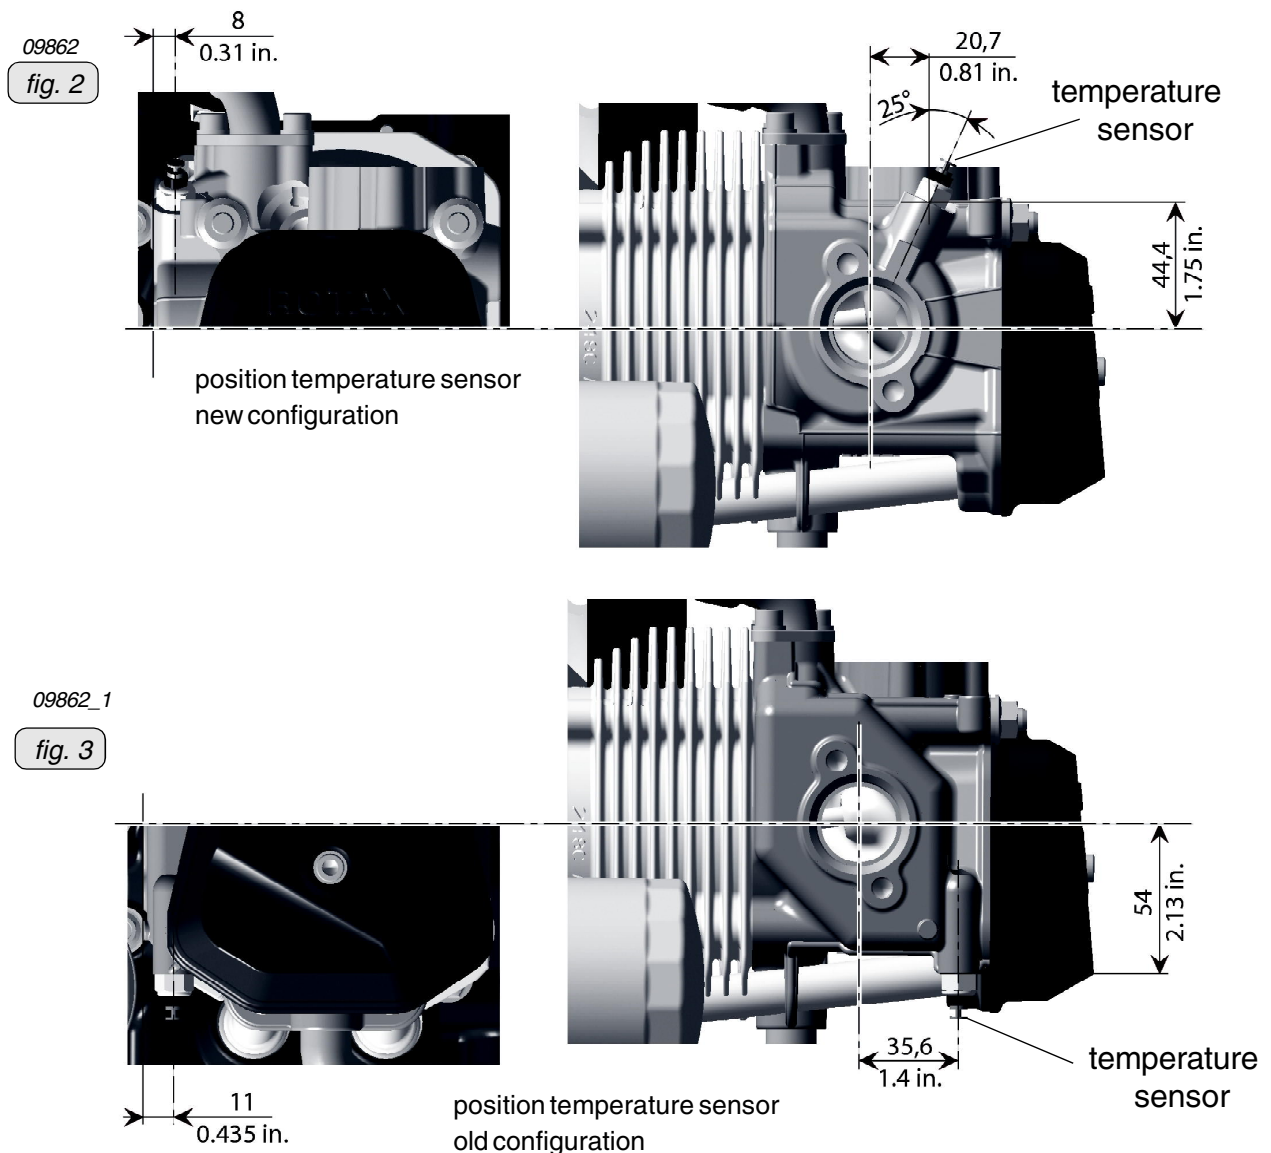 8
0.31 in.
09862
fig. 2
20,7
0.81 in.
25°
temperature
sensor
44,4
1.75 in.
ROTAX
position temperature sensor
new configuration
09862_1
fig. 3
54
2.13 in.
35,6
1.4 in.
temperature
sensor
11
0.435 in.
position temperature sensor
old configuration